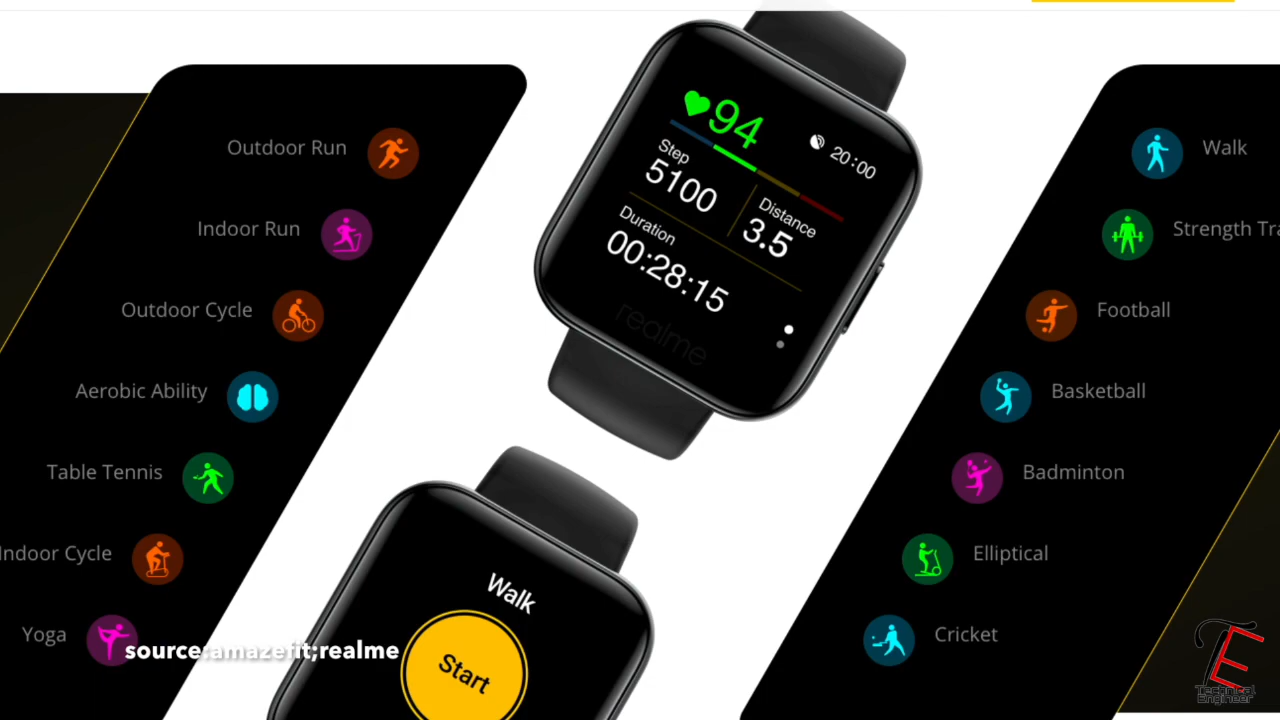 Outdoor Run
Indoor Run
Outdoor Cycle
Aerobic Ability
Table Tennis
Indoor Cycle
Yoga
94
20:00
Step
5100
Distance
3.5
Duration
00:28:15
realme
Walk
Start
Walk
Strength Tra
Football
Basketball
Badminton
Elliptical
Cricket
source:amazefit;realme
TE
Technical
Engineer